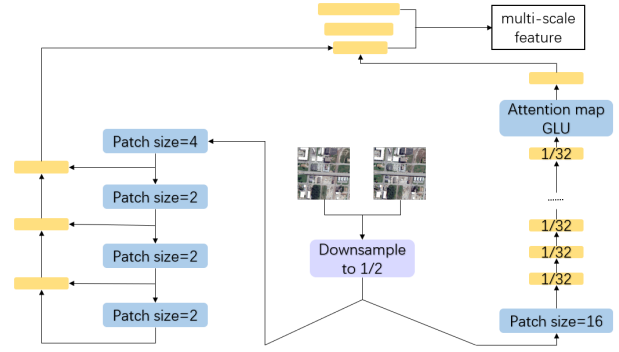 multi-scale
feature
Attention map
GLU
Patch size=4
1/32
Patch size=2
......
1/32
Patch size=2
Downsample
to 1/2
1/32
1/32
Patch size=2
Patch size=16